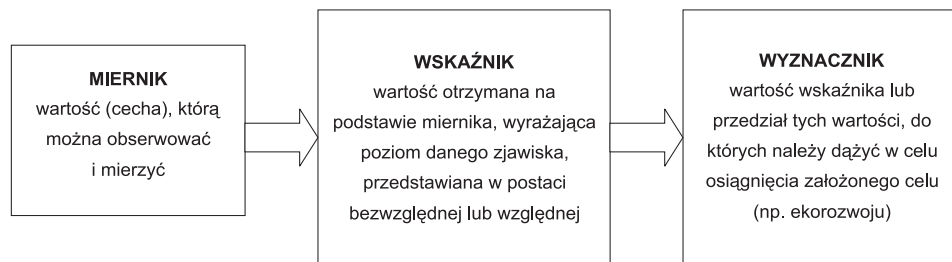 MIERNIK
wartość (cecha), którą
można obserwować
i mierzyć
WSKAŹNIK
wartość otrzymana na
podstawie miernika, wyrażająca
poziom danego zjawiska,
przedstawiana w postaci
bezwzględnej lub względnej
WYZNACZNIK
wartość wskaźnika lub
przedział tych wartości, do
których należy dążyć w celu
osiągnięcia założonego celu
(np. ekorozwoju)